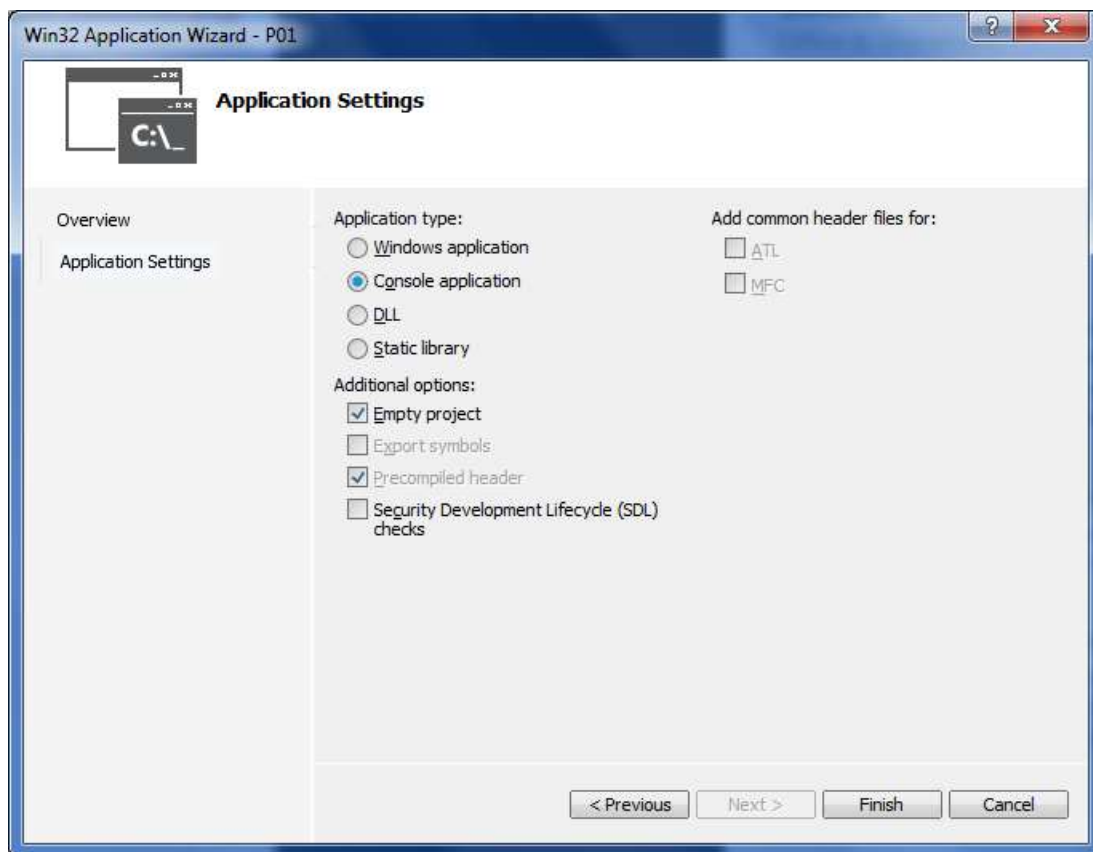 Win32 Application Wizard - P01
C:\_
Application Settings
Overview
Application Settings
Application type:
Windows application
Console application
DLL
Static library
Additional options:
Empty project
Export symbols
Precompiled header
Security Development Lifecycle (SDL)
checks
Add common header files for:
ATL
MFC
< Previous
Next >
Finish
Cancel